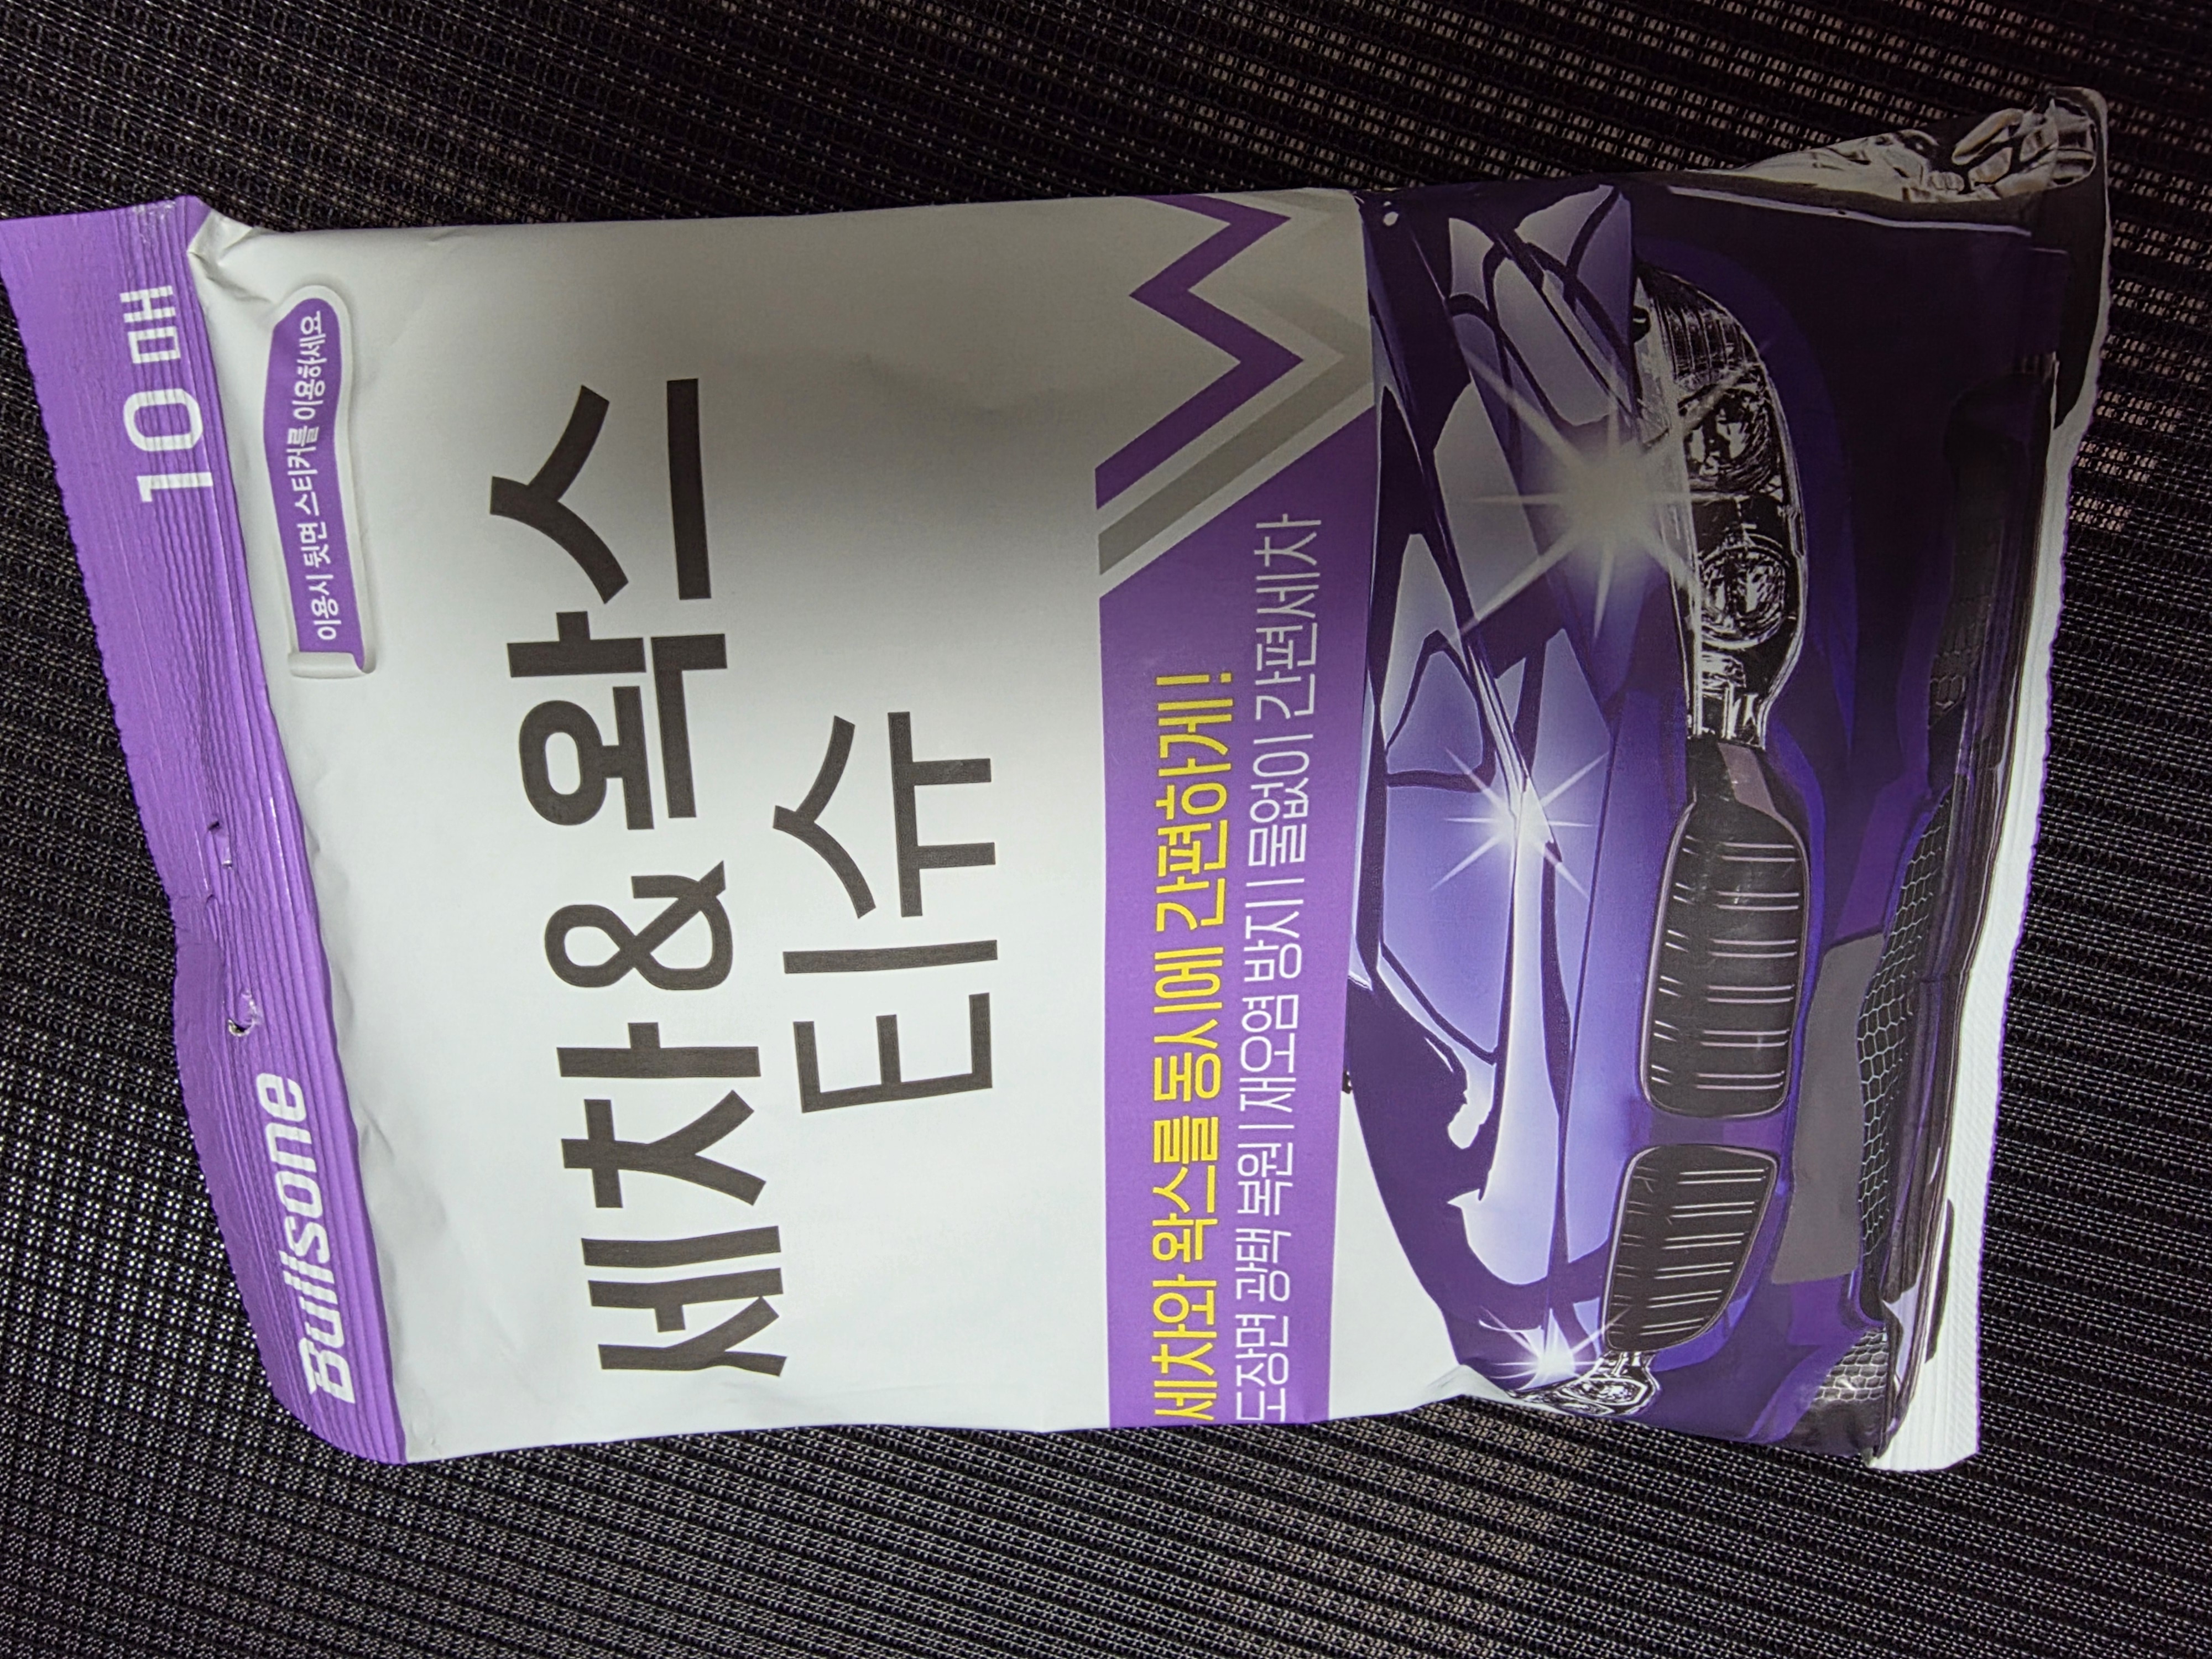 Bullsone 10 매
이용시 뒷면 스티커를 이용하세요
세차&왁스
티슈
세차와 왁스를 동시에 간편하게!
도장면 광택 복원 | 재오염 방지 | 물없이 간편세차